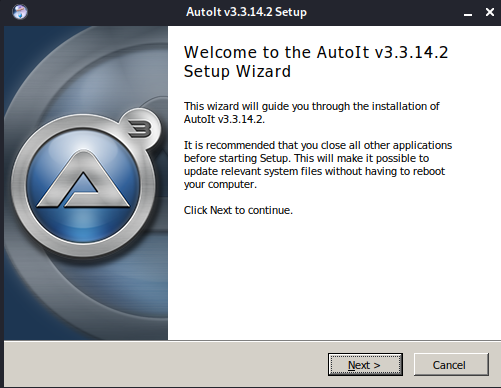 AutoIt v3.3.14.2 Setup
Welcome to the AutoIt v3.3.14.2
Setup Wizard
This wizard will guide you through the installation of
AutoIt v3.3.14.2.
It is recommended that you close all other applications
before starting Setup. This will make it possible to
update relevant system files without having to reboot
your computer.
Click Next to continue.
3
Next >
Cancel